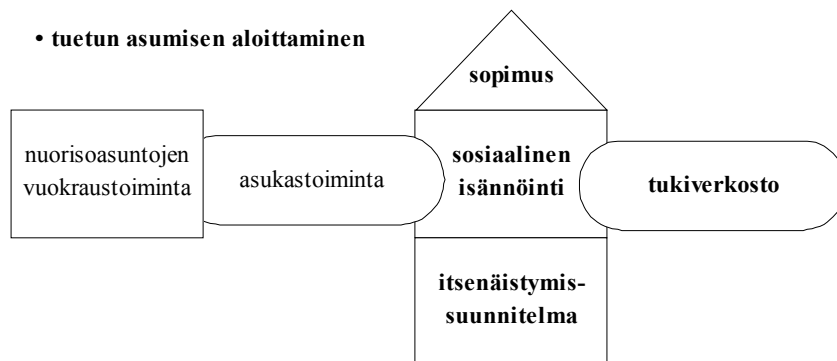 • tuetun asumisen aloittaminen
sopimus
nuorisoasuntojen
vuokraustoiminta
asukastoiminta
sosiaalinen
isännöinti
tukiverkosto
itsenäistymis-
suunnitelma